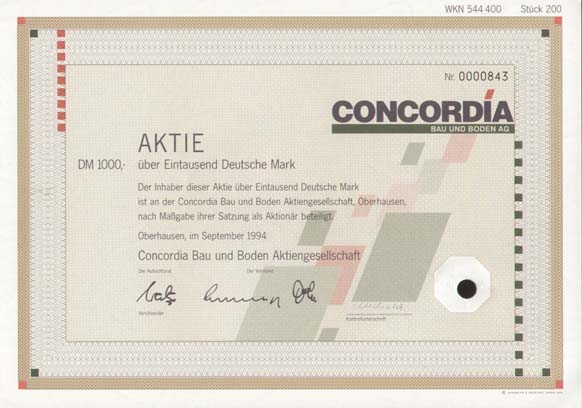 WKN 544 400 Stück 200
Nr. 0000843
CONCORDIA
BAU UND BODEN AG
AKTIE
DM 1000,- über Eintausend Deutsche Mark
Der Inhaber dieser Aktie über Eintausend Deutsche Mark
ist an der Concordia Bau und Boden Aktiengesellschaft, Oberhausen,
nach Maßgabe ihrer Satzung als Aktionär beteiligt.
Oberhausen, im September 1994
Concordia Bau und Boden Aktiengesellschaft
Der Aufsichtsrat Der Vorstand
Vorsitzender
Kontrollunterschrift